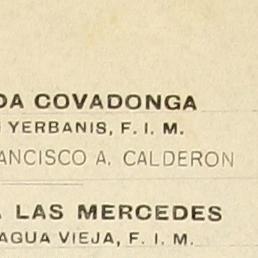 DA COVADONGA
YERBANIS, F. I. M.
ANCISCO A. CALDERON
LAS MERCEDES
AGUA VIEJA, F. I. M.